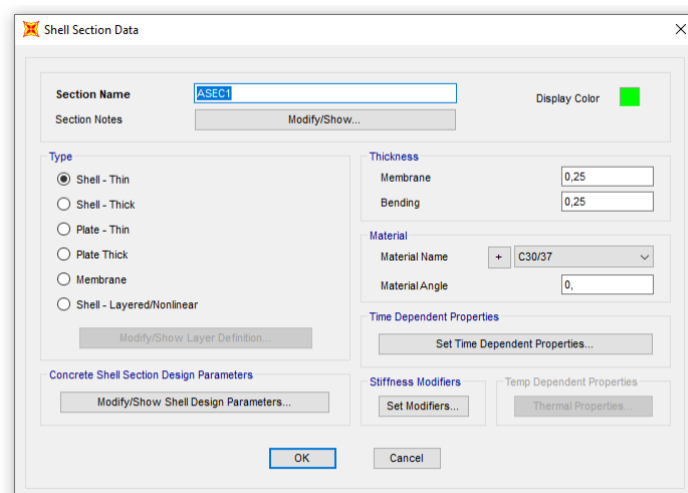 Shell Section Data
Section Name
ASEC1
Display Color
Section Notes
Modify/Show...
Type
Shell - Thin
Shell - Thick
Plate - Thin
Plate Thick
Membrane
Shell - Layered/Nonlinear
Modify/Show Layer Definition...
Thickness
Membrane
0,25
Bending
0,25
Material
Material Name
+
C30/37
Material Angle
0,
Time Dependent Properties
Set Time Dependent Properties...
Concrete Shell Section Design Parameters
Modify/Show Shell Design Parameters...
Stiffness Modifiers
Set Modifiers...
Temp Dependent Properties
Thermal Properties...
OK
Cancel